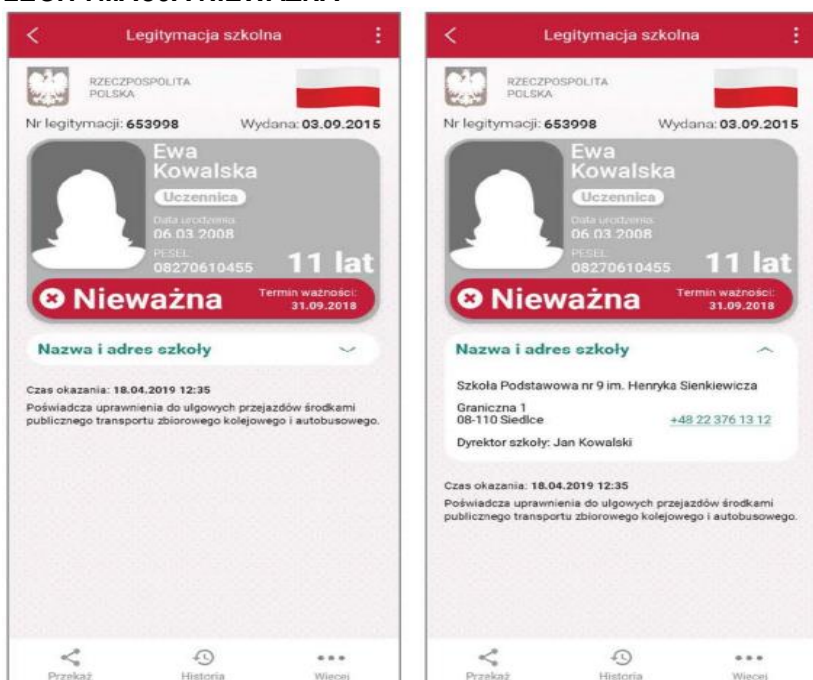 Legitymacja szkolna
RZECZPOSPOLITA
POLSKA
Nr legitymacji: 653998 Wydana: 03.09.2015
Ewa
Kowalska
Uczennica
Data urodzenia:
06.03.2008
PESEL:
08270610455
11 lat
Nieważna
Termin ważności:
31.09.2018
Nazwa i adres szkoły
Czas okazania: 18.04.2019 12:35
Poświadcza uprawnienia do ulgowych przejazdów środkami
publicznego transportu zbiorowego kolejowego i autobusowego.
Przekaż Historia Więcej
Legitymacja szkolna
RZECZPOSPOLITA
POLSKA
Nr legitymacji: 653998 Wydana: 03.09.2015
Ewa
Kowalska
Uczennica
Data urodzenia:
06.03.2008
PESEL:
08270610455
11 lat
Nieważna
Termin ważności:
31.09.2018
Nazwa i adres szkoły
Szkoła Podstawowa nr 9 im. Henryka Sienkiewicza
Graniczna 1
08-110 Siedlce +48 22 376 13 12
Dyrektor szkoły: Jan Kowalski
Czas okazania: 18.04.2019 12:35
Poświadcza uprawnienia do ulgowych przejazdów środkami
publicznego transportu zbiorowego kolejowego i autobusowego.
Przekaż Historia Więcej